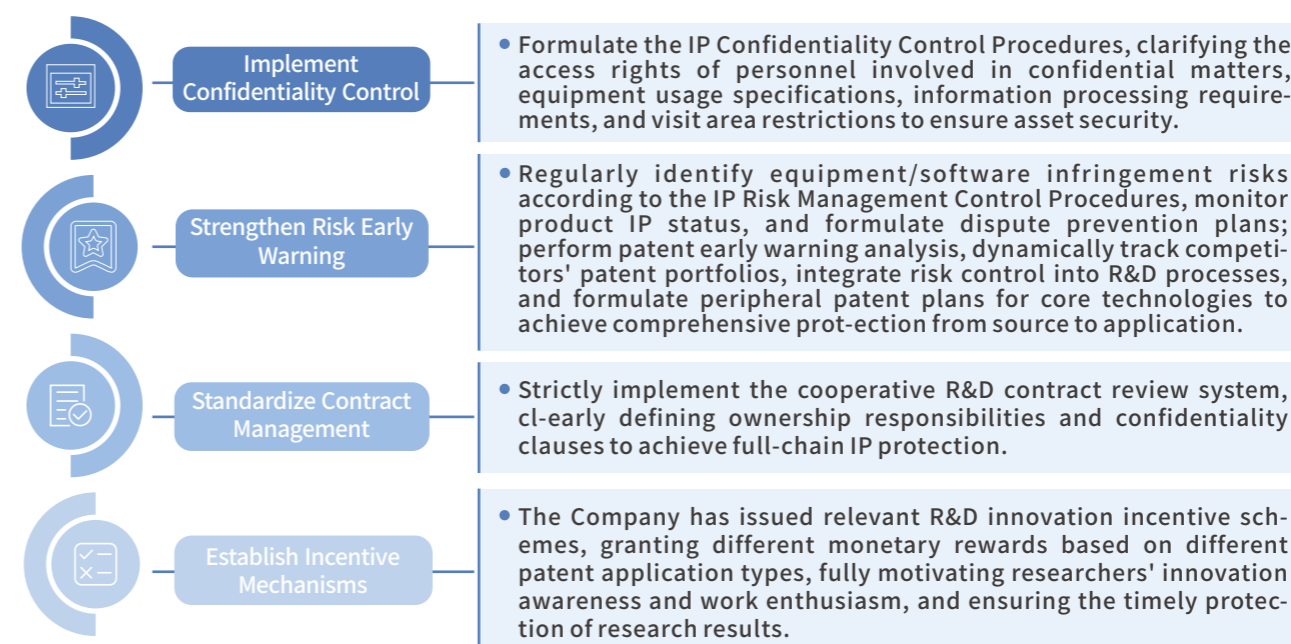 Implement
Confidentiality Control
• Formulate the IP Confidentiality Control Procedures, clarifying the
access rights of personnel involved in confidential matters,
equipment usage specifications, information processing require-
ments, and visit area restrictions to ensure asset security.
Strengthen Risk Early
Warning
• Regularly identify equipment/software infringement risks
according to the IP Risk Management Control Procedures, monitor
product IP status, and formulate dispute prevention plans;
perform patent early warning analysis, dynamically track competi-
tors' patent portfolios, integrate risk control into R&D processes,
and formulate peripheral patent plans for core technologies to
achieve comprehensive prot-ection from source to application.
Standardize Contract
Management
• Strictly implement the cooperative R&D contract review system,
cl-early defining ownership responsibilities and confidentiality
clauses to achieve full-chain IP protection.
Establish Incentive
Mechanisms
• The Company has issued relevant R&D innovation incentive sch-
emes, granting different monetary rewards based on different
patent application types, fully motivating researchers' innovation
awareness and work enthusiasm, and ensuring the timely protec-
tion of research results.